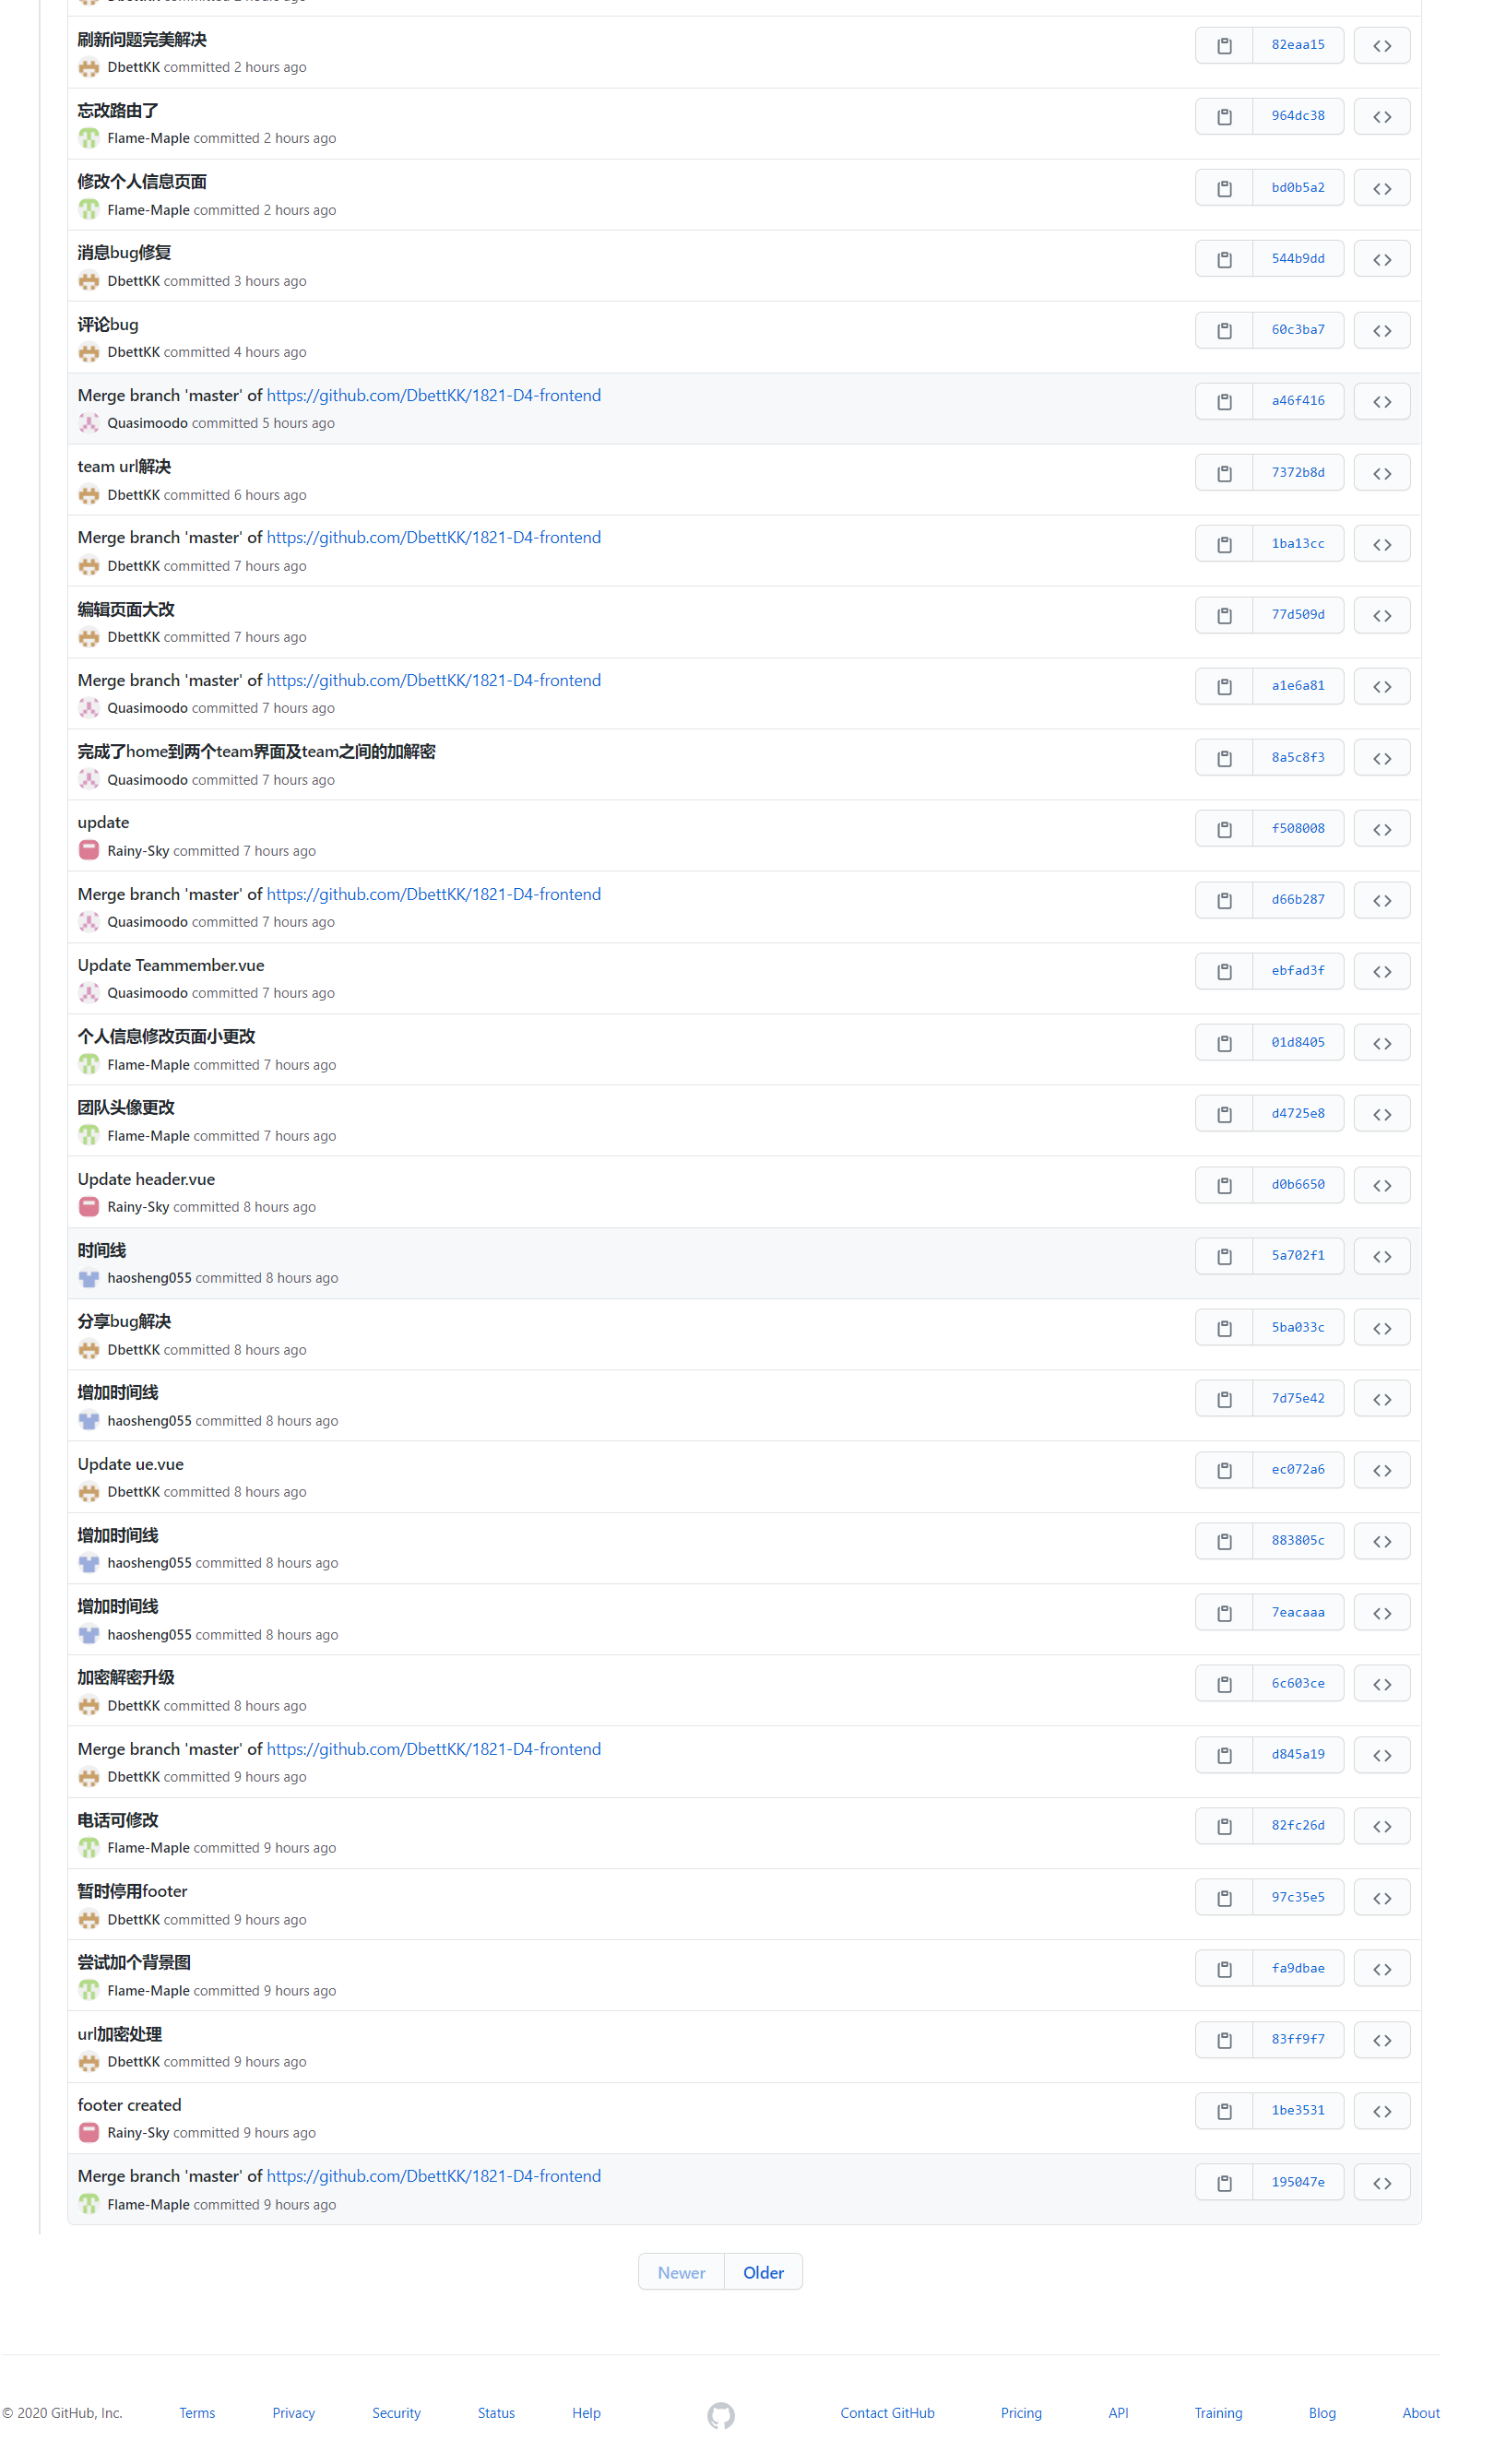 刷新问题完美解决
82eaa15
DbettKK committed 2 hours ago
忘改路由了
964dc38
Flame-Maple committed 2 hours ago
修改个人信息页面
bd0b5a2
Flame-Maple committed 2 hours ago
消息bug修复
544b9dd
DbettKK committed 3 hours ago
评论bug
60c3ba7
DbettKK committed 4 hours ago
Merge branch 'master' of https://github.com/DbettKK/1821-D4-frontend
a46f416
Quasimoodo committed 5 hours ago
team url解决
7372b8d
DbettKK committed 6 hours ago
Merge branch 'master' of https://github.com/DbettKK/1821-D4-frontend
1ba13cc
DbettKK committed 7 hours ago
编辑页面大改
77d509d
DbettKK committed 7 hours ago
Merge branch 'master' of https://github.com/DbettKK/1821-D4-frontend
a1e6a81
Quasimoodo committed 7 hours ago
完成了home到两个team界面及team之间的加解密
8a5c8f3
Quasimoodo committed 7 hours ago
update
f508008
Rainy-Sky committed 7 hours ago
Merge branch 'master' of https://github.com/DbettKK/1821-D4-frontend
d66b287
Quasimoodo committed 7 hours ago
Update Teammember.vue
ebfad3f
Quasimoodo committed 7 hours ago
个人信息修改页面小更改
01d8405
Flame-Maple committed 7 hours ago
团队头像更改
d4725e8
Flame-Maple committed 7 hours ago
Update header.vue
d0b6650
Rainy-Sky committed 8 hours ago
时间线
5a702f1
haosheng055 committed 8 hours ago
分享bug解决
5ba033c
DbettKK committed 8 hours ago
增加时间线
7d75e42
haosheng055 committed 8 hours ago
Update ue.vue
ec072a6
DbettKK committed 8 hours ago
增加时间线
883805c
haosheng055 committed 8 hours ago
增加时间线
7eacaaa
haosheng055 committed 8 hours ago
加密解密升级
6c603ce
DbettKK committed 8 hours ago
Merge branch 'master' of https://github.com/DbettKK/1821-D4-frontend
d845a19
DbettKK committed 9 hours ago
电话可修改
82fc26d
Flame-Maple committed 9 hours ago
暂时停用footer
97c35e5
DbettKK committed 9 hours ago
尝试加个背景图
fa9dbae
Flame-Maple committed 9 hours ago
url加密处理
83ff9f7
DbettKK committed 9 hours ago
footer created
1be3531
Rainy-Sky committed 9 hours ago
Merge branch 'master' of https://github.com/DbettKK/1821-D4-frontend
195047e
Flame-Maple committed 9 hours ago
Newer Older
© 2020 GitHub, Inc. Terms Privacy Security Status Help Contact GitHub Pricing API Training Blog About